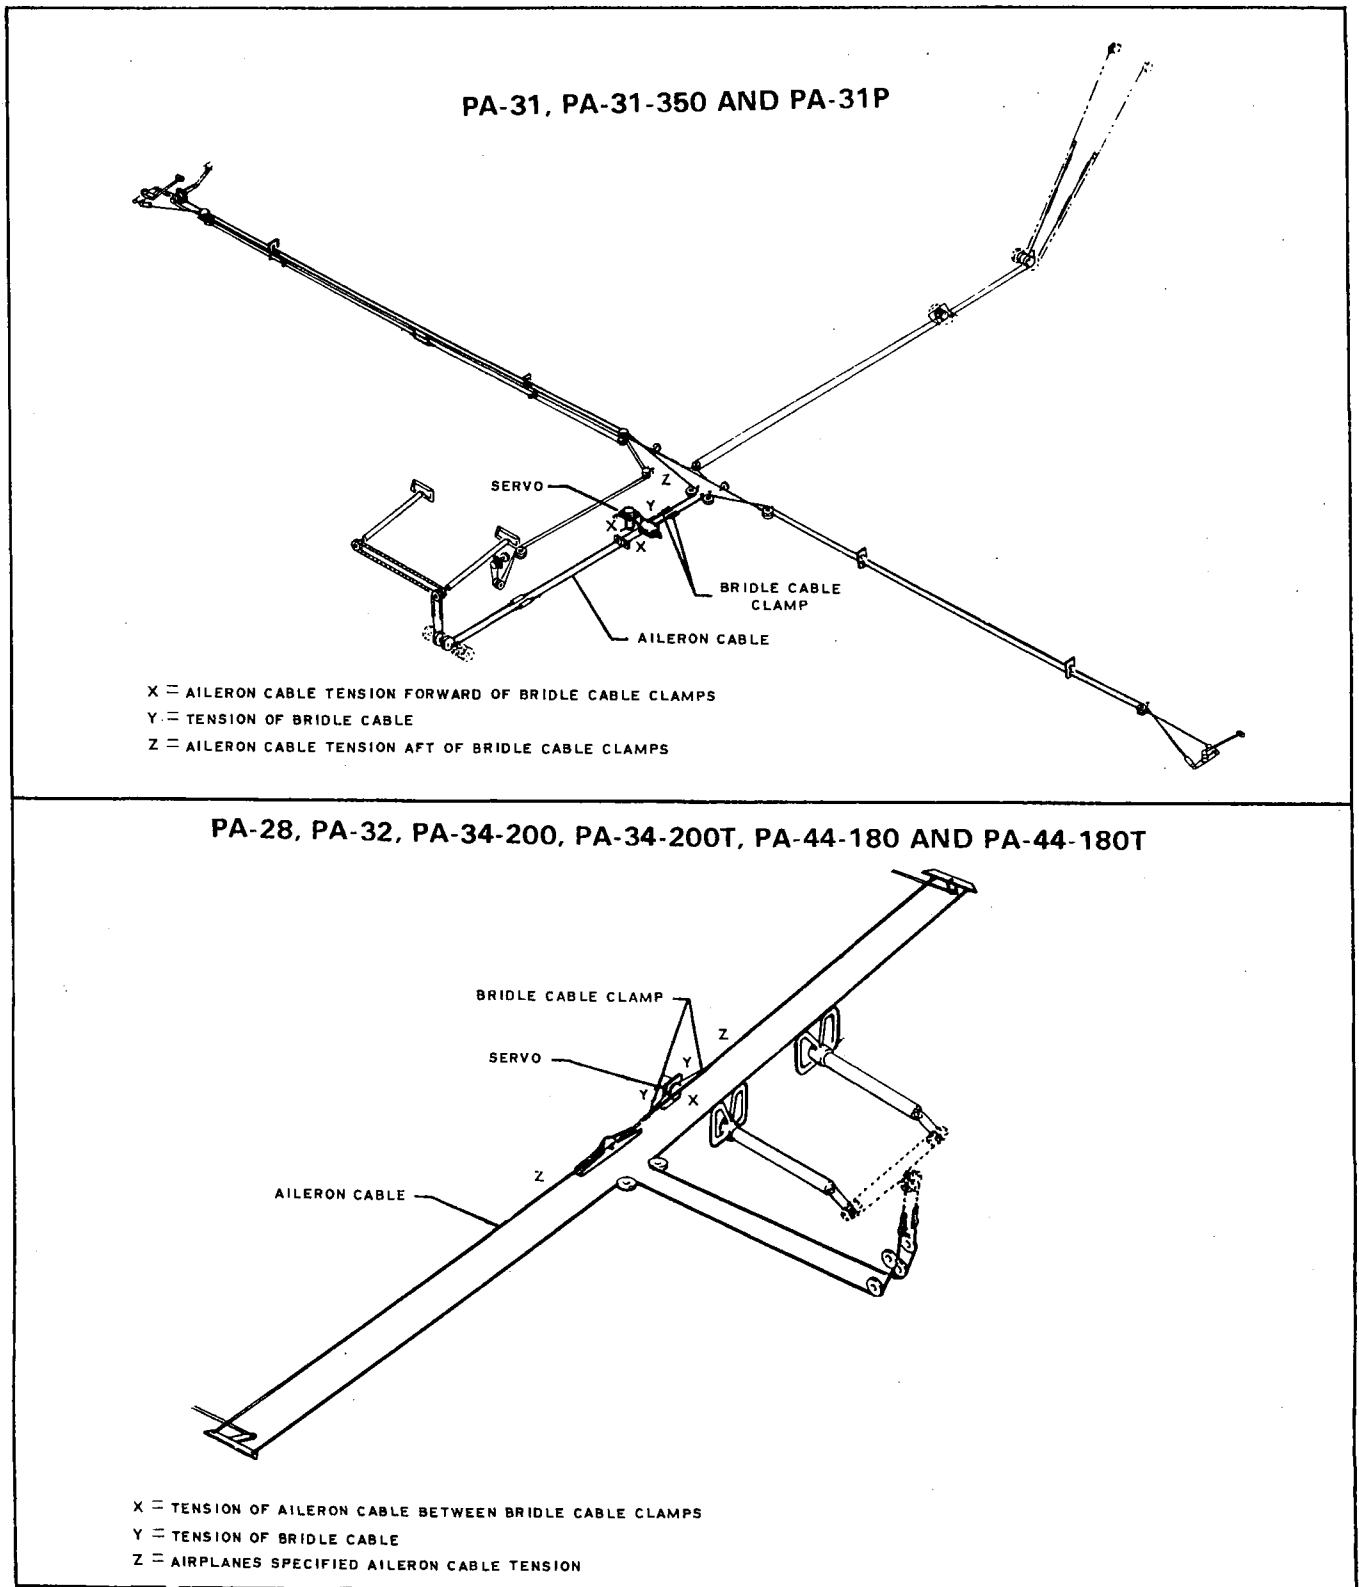 PA-31, PA-31-350 AND PA-31P
SERVO
Z
Y
X
X
BRIDLE CABLE
CLAMP
AILERON CABLE
X = AILERON CABLE TENSION FORWARD OF BRIDLE CABLE CLAMPS
Y = TENSION OF BRIDLE CABLE
Z = AILERON CABLE TENSION AFT OF BRIDLE CABLE CLAMPS
PA-28, PA-32, PA-34-200, PA-34-200T, PA-44-180 AND PA-44-180T
BRIDLE CABLE CLAMP
Z
SERVO
Y
Y
X
Z
AILERON CABLE
X = TENSION OF AILERON CABLE BETWEEN BRIDLE CABLE CLAMPS
Y = TENSION OF BRIDLE CABLE
Z = AIRPLANES SPECIFIED AILERON CABLE TENSION